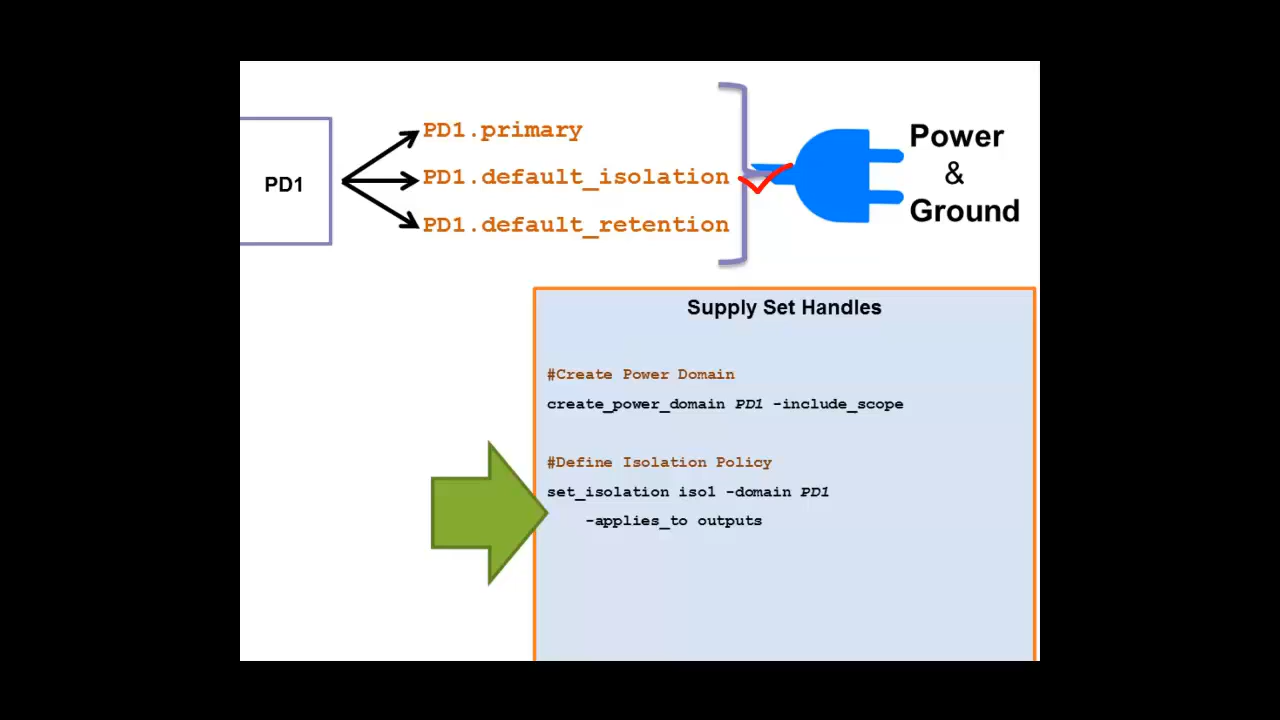 PD1
PD1.primary
PD1.default_isolation
PD1.default_retention
Power
&
Ground
Supply Set Handles
#Create Power Domain
create_power_domain PD1 -include_scope
#Define Isolation Policy
set_isolation iso1 -domain PD1
-applies_to outputs